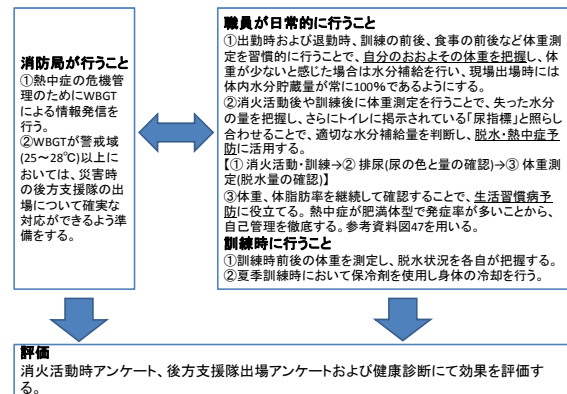 消防局が行うこと
①熱中症の危機管
理のためにWBGT
による情報発信を
行う。
②WBGTが警戒域
(25～28℃)以上に
おいては、災害時
の後方支援隊の出
場について確実な
対応ができるよう準
備をする。
職員が日常的に行うこと
①出勤時および退勤時、訓練の前後、食事の前後など体重測
定を習慣的に行うことで、自分のおおよその体重を把握し、体
重が少ないと感じた場合は水分補給を行い、現場出場時には
体内水分貯蔵量が常に100%であるようにする。
②消火活動後や訓練後に体重測定を行うことで、失った水分
の量を把握し、さらにトイレに掲示されている「尿指標」と照らし
合わせることで、適切な水分補給量を判断し、脱水・熱中症予
防に活用する。
【① 消火活動・訓練→② 排尿(尿の色と量の確認)→③ 体重測
定(脱水量の確認)】
③体重、体脂肪率を継続して確認することで、生活習慣病予
防に役立てる。熱中症が肥満体型で発症率が多いことから、
自己管理を徹底する。参考資料図47を用いる。
訓練時に行うこと
①訓練時前後の体重を測定し、脱水状況を各自が把握する。
②夏季訓練時において保冷剤を使用し身体の冷却を行う。
評価
消火活動時アンケート、後方支援隊出場アンケートおよび健康診断にて効果を評価す
る。